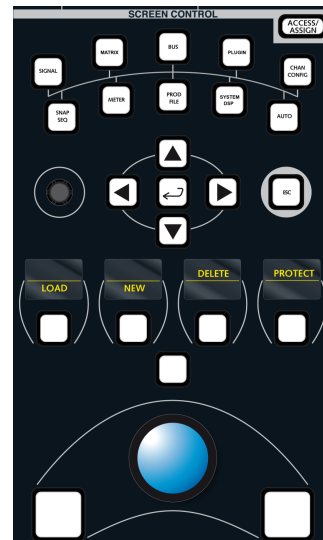 SCREEN CONTROL
ACCESS/
ASSIGN
MATRIX
BUS
PLUGIN
SIGNAL
CHAN
CONFIG
SNAP
SEQ
METER
PROD
FILE
SYSTEM
DSP
AUTO
ESC
LOAD
NEW
DELETE
PROTECT